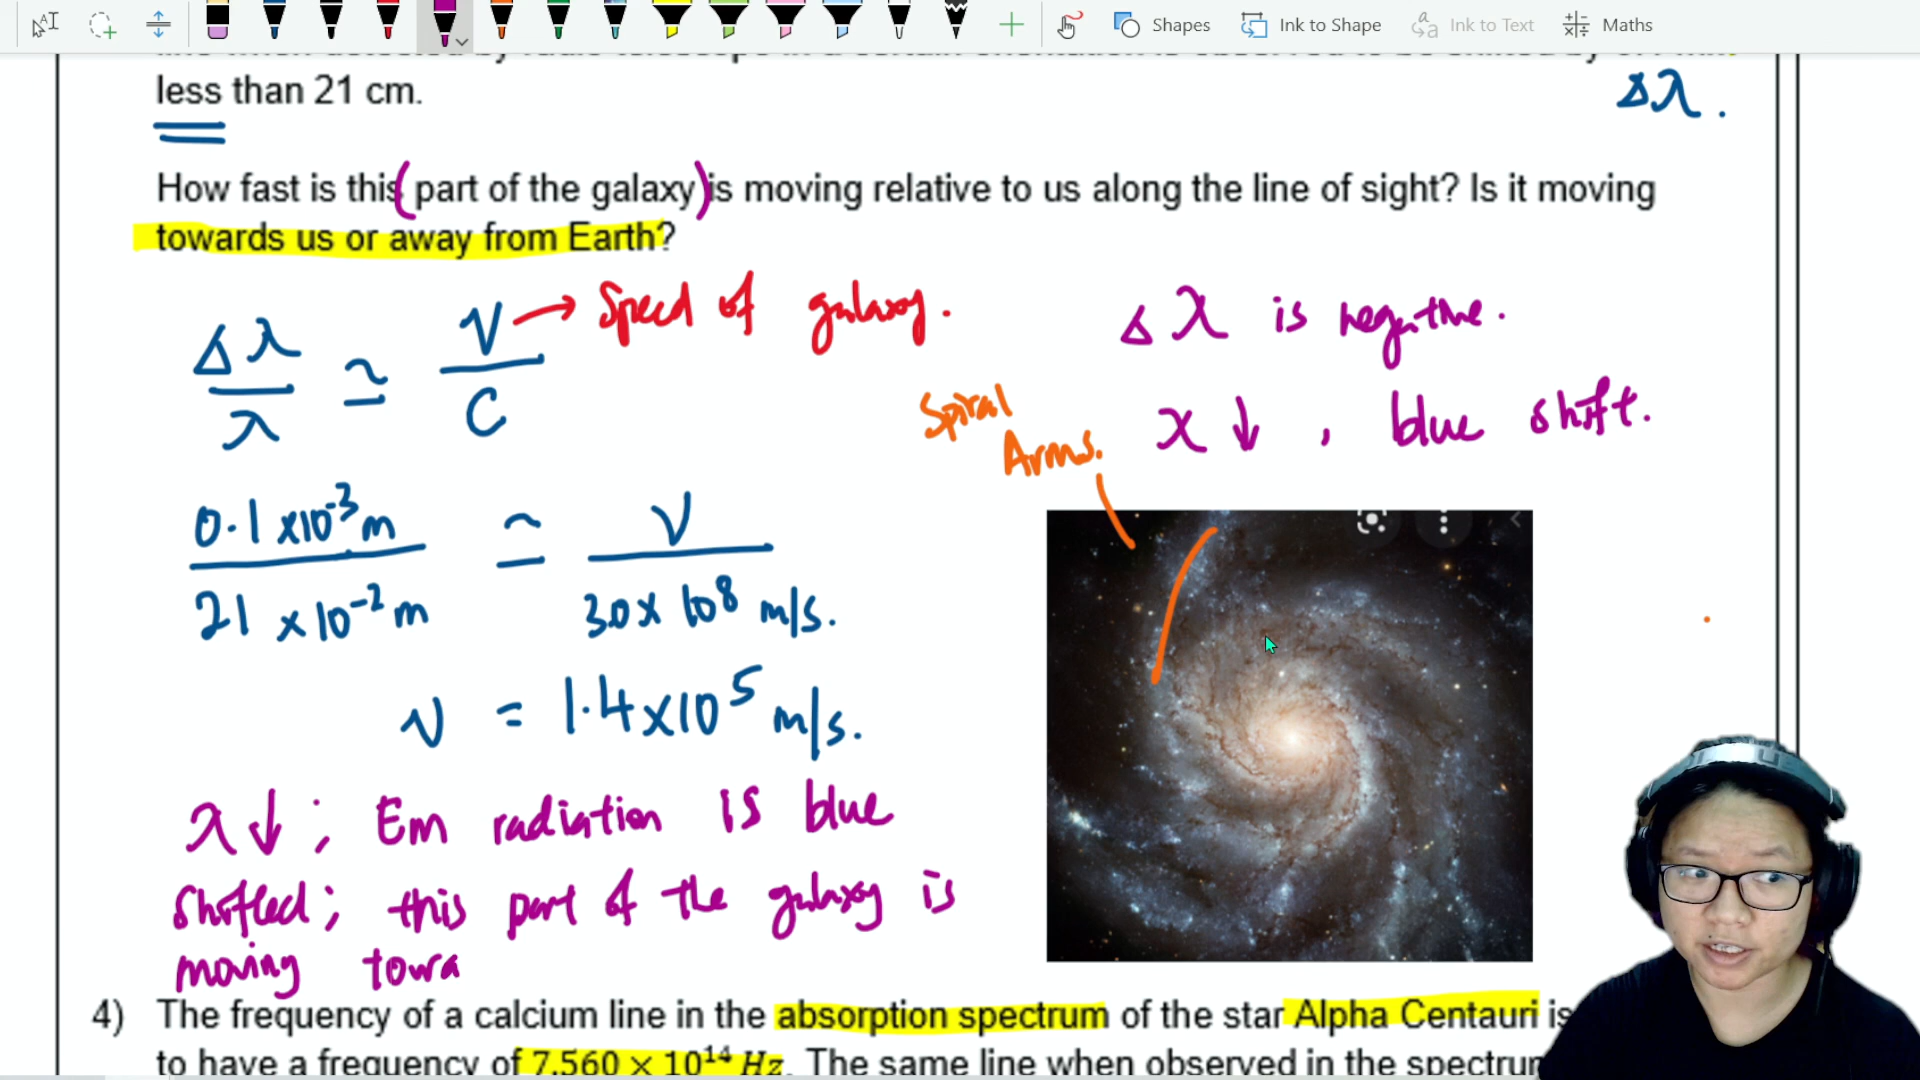 Shapes Ink to Shape Ink to Text Maths
less than 21 cm.
Δλ.
How fast is this (part of the galaxy) is moving relative to us along the line of sight? Is it moving
towards us or away from Earth?
Δλ/λ ≃ V/C → Speed of galaxy.
Δλ is negative.
Spiral Arms.
λ↓, blue shift.
0.1×10⁻³m / 21×10⁻²m ≃ V / 3.0×10⁸ m/s.
v = 1.4×10⁵ m/s.
λ↓; Em radiation is blue
shifted; this part of the galaxy is
moving towa
4) The frequency of a calcium line in the absorption spectrum of the star Alpha Centauri is
to have a frequency of 7.560 × 10¹⁴ Hz. The same line when observed in the spectrum